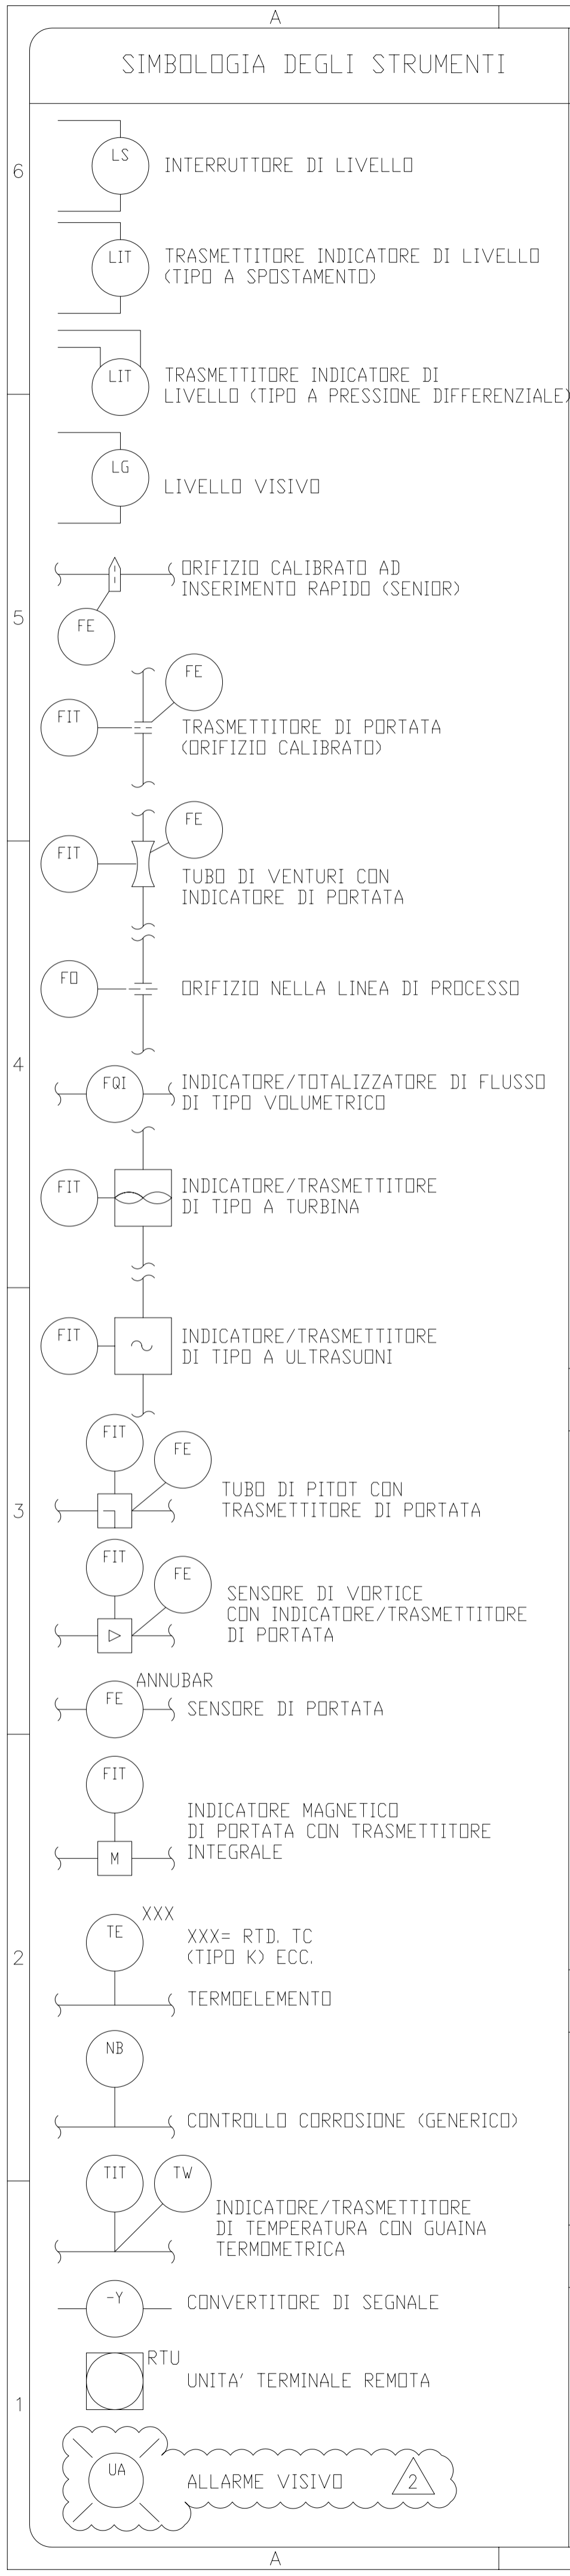 A
SIMBOLOGIA DEGLI STRUMENTI
6
LS
INTERRUTTORE DI LIVELLO
LIT
TRASMETTITORE INDICATORE DI LIVELLO
(TIPO A SPOSTAMENTO)
LIT
TRASMETTITORE INDICATORE DI
LIVELLO (TIPO A PRESSIONE DIFFERENZIALE)
LG
LIVELLO VISIVO
5
ORIFIZIO CALIBRATO AD
INSERIMENTO RAPIDO (SENIOR)
FE
FE
FIT
TRASMETTITORE DI PORTATA
(ORIFIZIO CALIBRATO)
FE
FIT
TUBO DI VENTURI CON
INDICATORE DI PORTATA
FO
ORIFIZIO NELLA LINEA DI PROCESSO
4
FQI
INDICATORE/TOTALIZZATORE DI FLUSSO
DI TIPO VOLUMETRICO
FIT
INDICATORE/TRASMETTITORE
DI TIPO A TURBINA
FIT
INDICATORE/TRASMETTITORE
DI TIPO A ULTRASUONI
3
FIT
FE
TUBO DI PITOT CON
TRASMETTITORE DI PORTATA
FIT
FE
SENSORE DI VORTICE
CON INDICATORE/TRASMETTITORE
DI PORTATA
ANNUBAR
FE
SENSORE DI PORTATA
FIT
INDICATORE MAGNETICO
DI PORTATA CON TRASMETTITORE
INTEGRALE
M
2
XXX
TE
XXX= RTD. TC
(TIPO K) ECC.
TERMOELEMENTO
NB
CONTROLLO CORROSIONE (GENERICO)
TIT
TW
INDICATORE/TRASMETTITORE
DI TEMPERATURA CON GUAINA
TERMOMETRICA
-Y
CONVERTITORE DI SEGNALE
1
RTU
UNITA' TERMINALE REMOTA
UA
ALLARME VISIVO
2
A